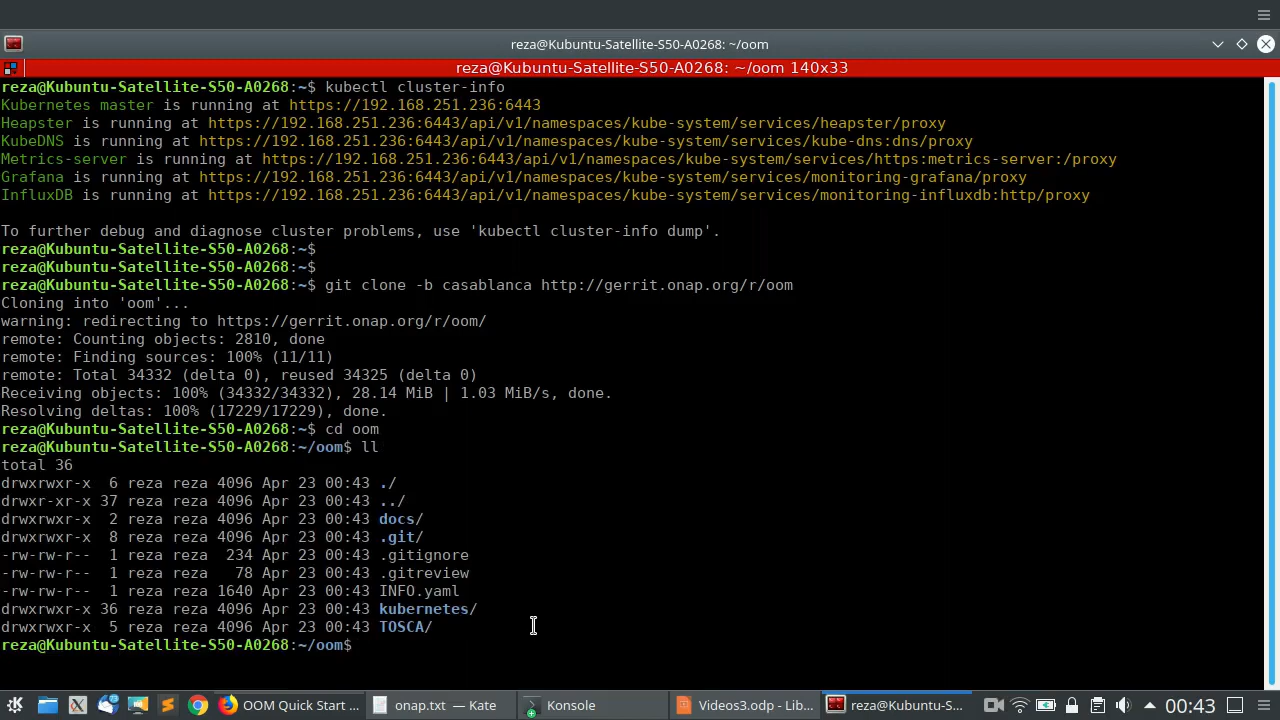 reza@Kubuntu-Satellite-S50-A0268: ~/oom
reza@Kubuntu-Satellite-S50-A0268: ~/oom 140x33
reza@Kubuntu-Satellite-S50-A0268:~$ kubectl cluster-info
Kubernetes master is running at https://192.168.251.236:6443
Heapster is running at https://192.168.251.236:6443/api/v1/namespaces/kube-system/services/heapster/proxy
KubeDNS is running at https://192.168.251.236:6443/api/v1/namespaces/kube-system/services/kube-dns:dns/proxy
Metrics-server is running at https://192.168.251.236:6443/api/v1/namespaces/kube-system/services/https:metrics-server:/proxy
Grafana is running at https://192.168.251.236:6443/api/v1/namespaces/kube-system/services/monitoring-grafana/proxy
InfluxDB is running at https://192.168.251.236:6443/api/v1/namespaces/kube-system/services/monitoring-influxdb:http/proxy
To further debug and diagnose cluster problems, use 'kubectl cluster-info dump'.
reza@Kubuntu-Satellite-S50-A0268:~$
reza@Kubuntu-Satellite-S50-A0268:~$
reza@Kubuntu-Satellite-S50-A0268:~$ git clone -b casablanca http://gerrit.onap.org/r/oom
Cloning into 'oom'...
warning: redirecting to https://gerrit.onap.org/r/oom/
remote: Counting objects: 2810, done
remote: Finding sources: 100% (11/11)
remote: Total 34332 (delta 0), reused 34325 (delta 0)
Receiving objects: 100% (34332/34332), 28.14 MiB | 1.03 MiB/s, done.
Resolving deltas: 100% (17229/17229), done.
reza@Kubuntu-Satellite-S50-A0268:~$ cd oom
reza@Kubuntu-Satellite-S50-A0268:~/oom$ ll
total 36
drwxrwxr-x  6 reza reza 4096 Apr 23 00:43 ./
drwxr-xr-x 37 reza reza 4096 Apr 23 00:43 ../
drwxrwxr-x  2 reza reza 4096 Apr 23 00:43 docs/
drwxrwxr-x  8 reza reza 4096 Apr 23 00:43 .git/
-rw-rw-r--  1 reza reza  234 Apr 23 00:43 .gitignore
-rw-rw-r--  1 reza reza   78 Apr 23 00:43 .gitreview
-rw-rw-r--  1 reza reza 1640 Apr 23 00:43 INFO.yaml
drwxrwxr-x 36 reza reza 4096 Apr 23 00:43 kubernetes/
drwxrwxr-x  5 reza reza 4096 Apr 23 00:43 TOSCA/
reza@Kubuntu-Satellite-S50-A0268:~/oom$
OOM Quick Start ... onap.txt — Kate Konsole Videos3.odp - Lib... reza@Kubuntu-S... 00:43